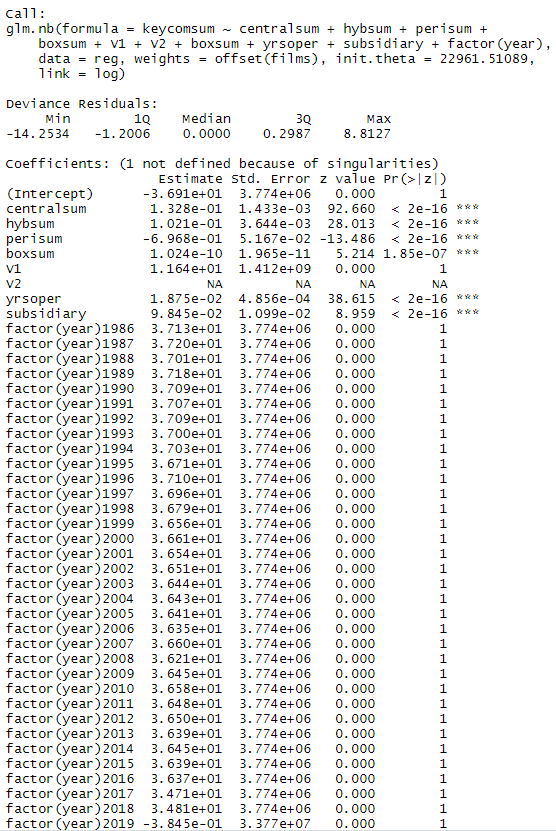 Call:
glm.nb(formula = keycomsum ~ centralsum + hybsum + perisum +
    boxsum + V1 + V2 + boxsum + yrsoper + subsidiary + factor(year),
    data = reg, weights = offset(films), init.theta = 22961.51089,
    link = log)
Deviance Residuals:
     Min        1Q    Median        3Q       Max
-14.2534   -1.2006    0.0000    0.2987    8.8127
Coefficients: (1 not defined because of singularities)
                   Estimate Std. Error z value Pr(>|z|)
(Intercept)      -3.691e+01  3.774e+06   0.000        1
centralsum        1.328e-01  1.433e-03  92.660  < 2e-16 ***
hybsum            1.021e-01  3.644e-03  28.013  < 2e-16 ***
perisum          -6.968e-01  5.167e-02 -13.486  < 2e-16 ***
boxsum            1.024e-10  1.965e-11   5.214 1.85e-07 ***
V1                1.164e+01  1.412e+09   0.000        1
V2                       NA         NA      NA       NA
yrsoper           1.875e-02  4.856e-04  38.615  < 2e-16 ***
subsidiary        9.845e-02  1.099e-02   8.959  < 2e-16 ***
factor(year)1986  3.713e+01  3.774e+06   0.000        1
factor(year)1987  3.720e+01  3.774e+06   0.000        1
factor(year)1988  3.701e+01  3.774e+06   0.000        1
factor(year)1989  3.718e+01  3.774e+06   0.000        1
factor(year)1990  3.709e+01  3.774e+06   0.000        1
factor(year)1991  3.707e+01  3.774e+06   0.000        1
factor(year)1992  3.709e+01  3.774e+06   0.000        1
factor(year)1993  3.700e+01  3.774e+06   0.000        1
factor(year)1994  3.703e+01  3.774e+06   0.000        1
factor(year)1995  3.671e+01  3.774e+06   0.000        1
factor(year)1996  3.710e+01  3.774e+06   0.000        1
factor(year)1997  3.696e+01  3.774e+06   0.000        1
factor(year)1998  3.679e+01  3.774e+06   0.000        1
factor(year)1999  3.656e+01  3.774e+06   0.000        1
factor(year)2000  3.661e+01  3.774e+06   0.000        1
factor(year)2001  3.654e+01  3.774e+06   0.000        1
factor(year)2002  3.651e+01  3.774e+06   0.000        1
factor(year)2003  3.644e+01  3.774e+06   0.000        1
factor(year)2004  3.643e+01  3.774e+06   0.000        1
factor(year)2005  3.641e+01  3.774e+06   0.000        1
factor(year)2006  3.635e+01  3.774e+06   0.000        1
factor(year)2007  3.660e+01  3.774e+06   0.000        1
factor(year)2008  3.621e+01  3.774e+06   0.000        1
factor(year)2009  3.645e+01  3.774e+06   0.000        1
factor(year)2010  3.658e+01  3.774e+06   0.000        1
factor(year)2011  3.648e+01  3.774e+06   0.000        1
factor(year)2012  3.650e+01  3.774e+06   0.000        1
factor(year)2013  3.639e+01  3.774e+06   0.000        1
factor(year)2014  3.645e+01  3.774e+06   0.000        1
factor(year)2015  3.639e+01  3.774e+06   0.000        1
factor(year)2016  3.637e+01  3.774e+06   0.000        1
factor(year)2017  3.471e+01  3.774e+06   0.000        1
factor(year)2018  3.481e+01  3.774e+06   0.000        1
factor(year)2019 -3.845e-01  3.377e+07   0.000        1